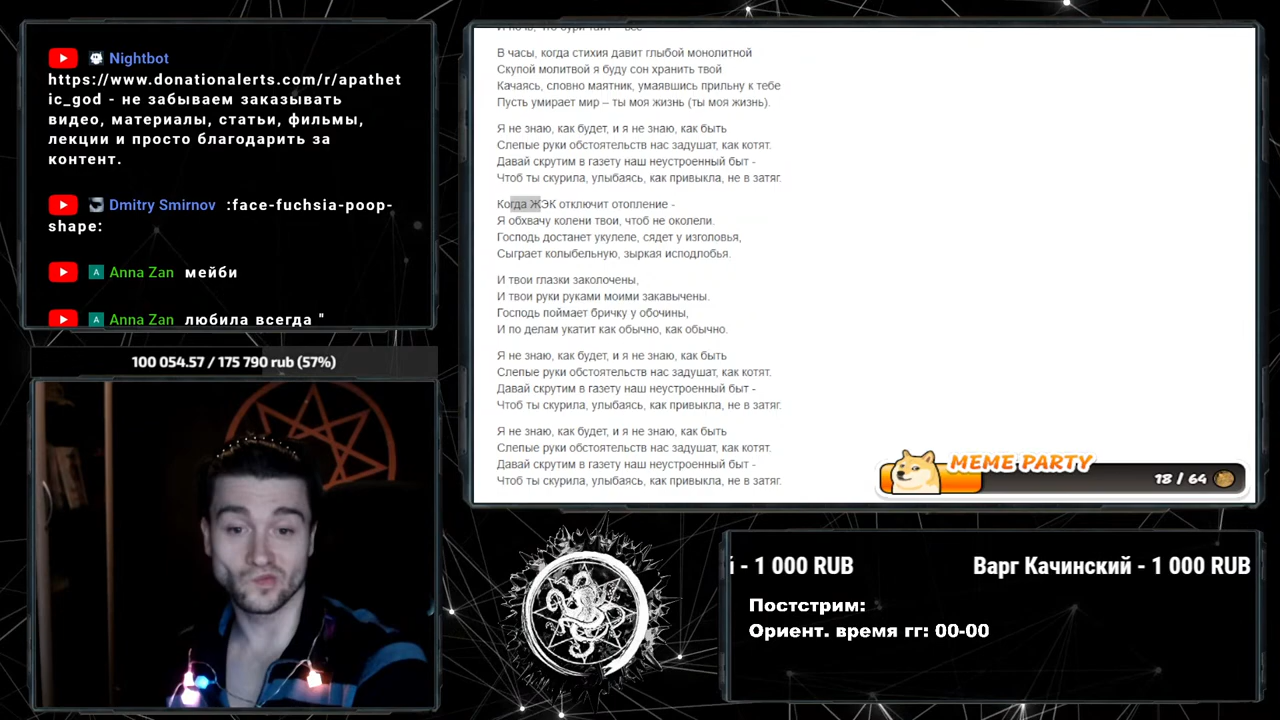 Nightbot
https://www.donationalerts.com/r/apathet
ic_god - не забываем заказывать
видео, материалы, статьи, фильмы,
лекции и просто благодарить за
контент.
Dmitry Smirnov :face-fuchsia-poop-
shape:
A Anna Zan мейби
A Anna Zan любила всегда "
100 054.57 / 175 790 rub (57%)
В часы, когда стихия давит глыбой монолитной
Скупой молитвой я буду сон хранить твой
Качаясь, словно маятник, умаявшись прильну к тебе
Пусть умирает мир – ты моя жизнь (ты моя жизнь).
Я не знаю, как будет, и я не знаю, как быть
Слепые руки обстоятельств нас задушат, как котят.
Давай скрутим в газету наш неустроенный быт -
Чтоб ты скурила, улыбаясь, как привыкла, не в затяг.
Когда ЖЭК отключит отопление -
Я обхвачу колени твои, чтоб не околели.
Господь достанет укулеле, сядет у изголовья,
Сыграет колыбельную, зыркая исподлобья.
И твои глазки заколочены,
И твои руки руками моими закавычены.
Господь поймает бричку у обочины,
И по делам укатит как обычно, как обычно.
Я не знаю, как будет, и я не знаю, как быть
Слепые руки обстоятельств нас задушат, как котят.
Давай скрутим в газету наш неустроенный быт -
Чтоб ты скурила, улыбаясь, как привыкла, не в затяг.
Я не знаю, как будет, и я не знаю, как быть
Слепые руки обстоятельств нас задушат, как котят.
Давай скрутим в газету наш неустроенный быт -
Чтоб ты скурила, улыбаясь, как привыкла, не в затяг.
MEME PARTY
18 / 64
й - 1 000 RUB Варг Качинский - 1 000 RUB
Постстрим:
Ориент. время гг: 00-00